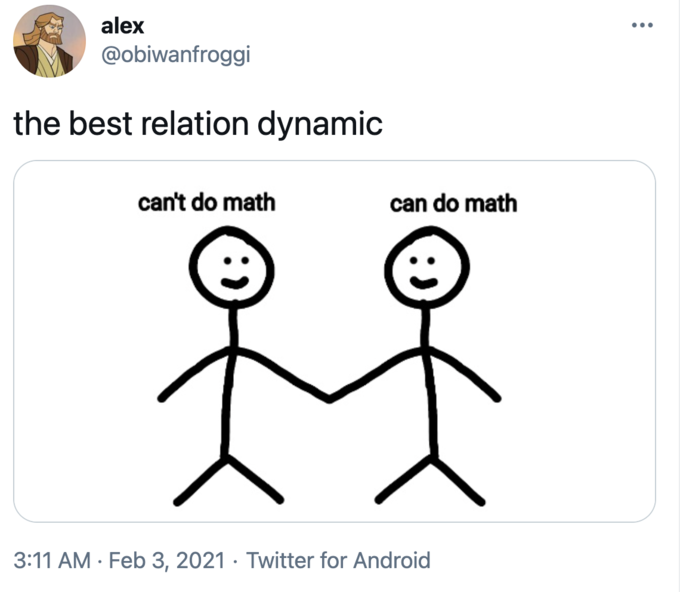 alex
@obiwanfroggi
the best relation dynamic
can't do math can do math
3:11 AM · Feb 3, 2021 · Twitter for Android